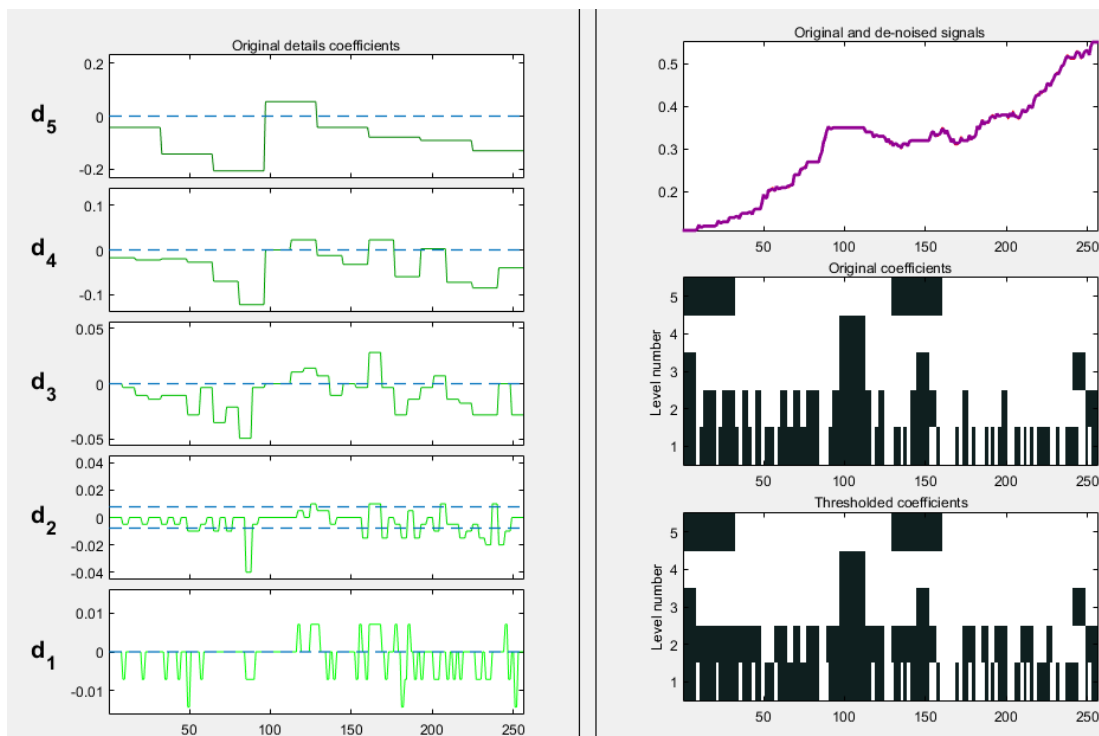 Original details coefficients
d5
0.2
0
-0.2
d4
0.1
0
-0.1
d3
0.05
0
-0.05
d2
0.04
0.02
0
-0.02
-0.04
d1
0.01
0
-0.01
50 100 150 200 250
Original and de-noised signals
0.5
0.4
0.3
0.2
50 100 150 200 250
Original coefficients
Level number
5
4
3
2
1
50 100 150 200 250
Thresholded coefficients
Level number
5
4
3
2
1
50 100 150 200 250